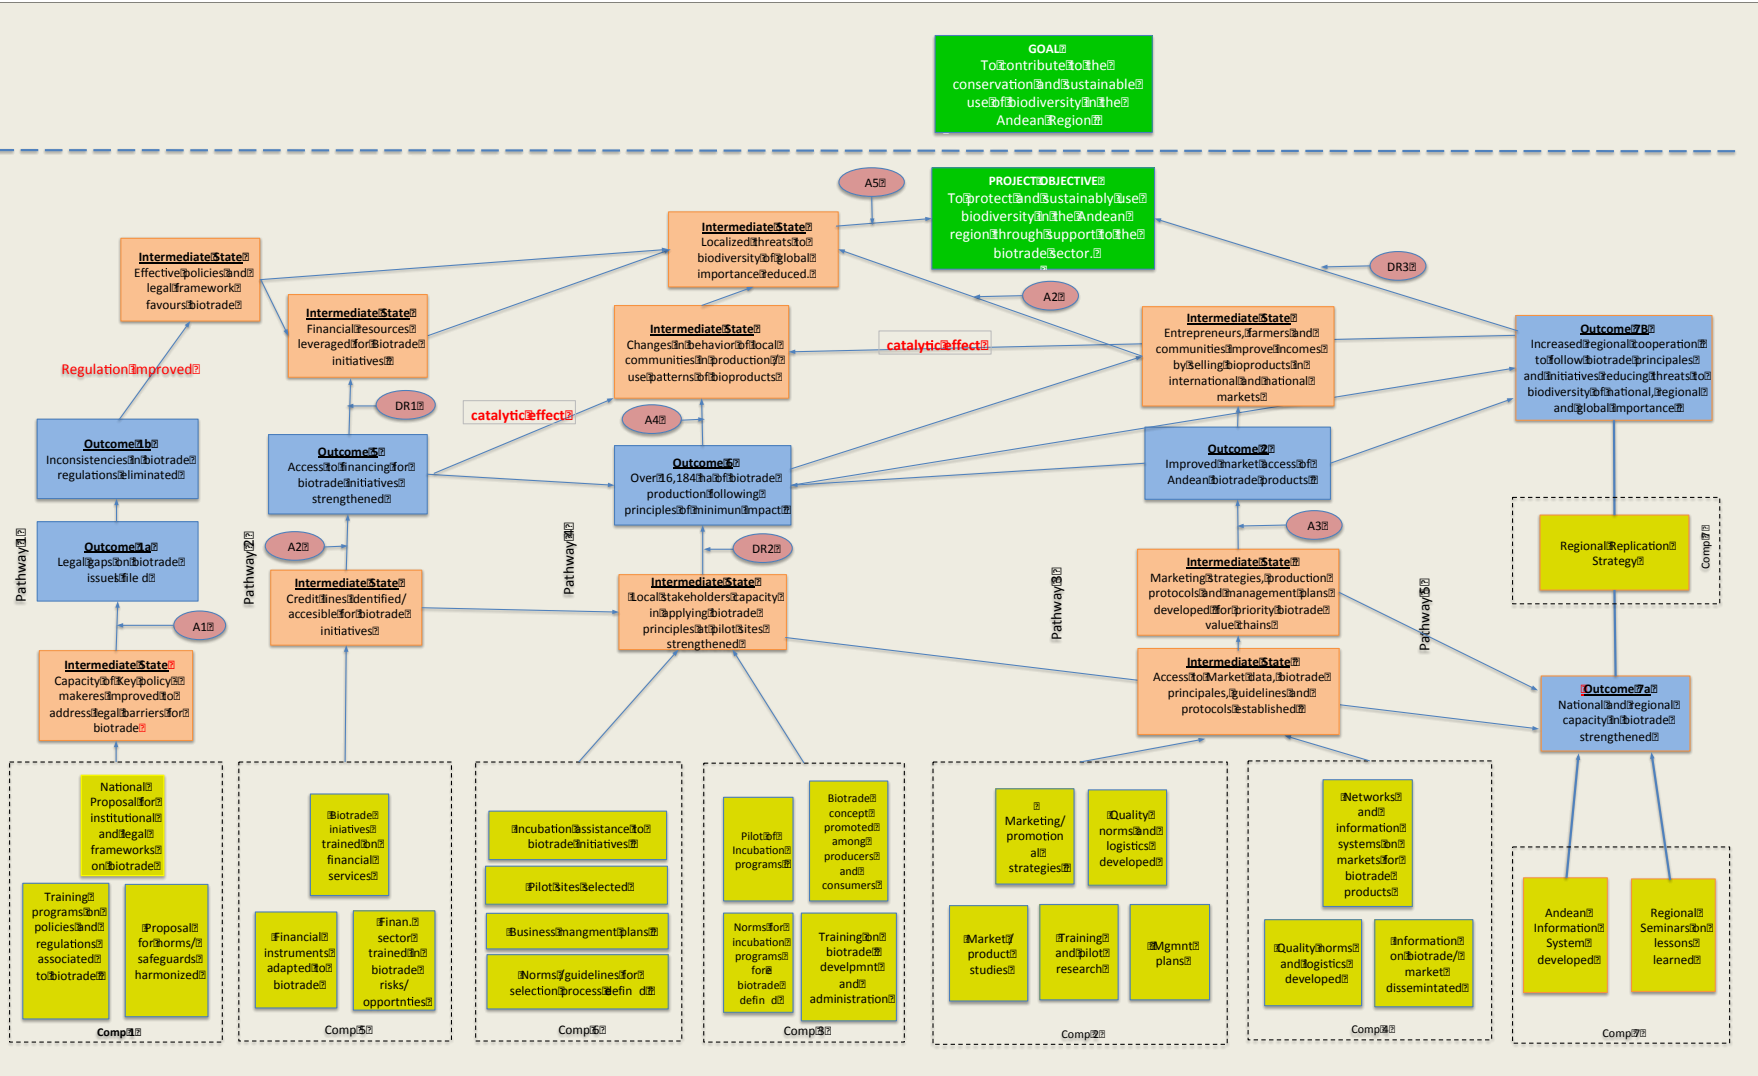 GOAL
To contribute to the
conservation and sustainable
use of biodiversity in the
Andean Region
PROJECT OBJECTIVE
To protect and sustainably use
biodiversity in the Andean
region through support to the
biotrade sector.
A5
Intermediate State
Localized threats to
biodiversity of global
importance reduced.
Intermediate State
Effective policies and
legal framework
favours biotrade
DR3
A2
Intermediate State
Financial resources
leveraged for Biotrade
initiatives
Intermediate State
Changes in behavior of local
communities in production /
use patterns of bioproducts
catalytic effect
Intermediate State
Entrepreneurs, farmers and
communities improve incomes
by selling bioproducts in
international and national
markets
Outcome 7B
Increased regional cooperation
to follow biotrade principales
and initiatives reducing threats to
biodiversity of national, regional
and global importance
Regulation improved
DR1
catalytic effect
A4
Outcome 1b
Inconsistencies in biotrade
regulations eliminated
Outcome 5
Access to financing for
biotrade initiatives
strengthened
Outcome 6
Over 16,184 ha of biotrade
production following
principles of minimun impact
Outcome 2
Improved market access of
Andean biotrade products
Pathway 1
Outcome 1a
Legal gaps on biotrade
issues file d
Pathway 2
A2
Pathway 4
DR2
A3
Regional Replication
Strategy
Comp 7
Intermediate State
Credit lines identified/
accesible for biotrade
initiatives
Intermediate State
Local stakeholders capacity
in applying biotrade
principles at pilot sites
strengthened
Pathway 3
Intermediate State
Marketing strategies, production
protocols and management plans
developed for priority biotrade
value chains
Pathway 5
A1
Intermediate State
Capacity of Key policy
makeres improved to
address legal barriers for
biotrade
Intermediate State
Access to Market data, biotrade
principales, guidelines and
protocols established
Outcome 7a
National and regional
capacity in biotrade
strengthened
National
Proposal for
institutional
and legal
frameworks
on biotrade
Training
programs on
policies and
regulations
associated
to biotrade
Proposal
for norms/
safeguards
harmonized
Comp 1
Biotrade
iniatives
trained on
financial
services
Financial
instruments
adapted to
biotrade
Finan.
sector
trained in
biotrade
risks/
opportnties
Comp 5
Incubation assistance to
biotrade initiatives
Pilot sites selected
Business mangment plans
Norms /guidelines for
selection process defin d
Comp 6
Pilot of
Incubation
programs
Biotrade
concept
promoted
among
producers
and
consumers
Norms for
incubation
programs
for
biotrade
defin d
Training on
biotrade
develpmnt
and
administration
Comp 3
Marketing/
promotion
al
strategies
Quality
norms and
logistics
developed
Market /
product
studies
Training
and pilot
research
Mgmnt
plans
Comp 2
Networks
and
information
systems on
markets for
biotrade
products
Quality norms
and logistics
developed
Information
on biotrade/
market
dissemintated
Comp 4
Andean
Information
System
developed
Regional
Seminars on
lessons
learned
Comp 7